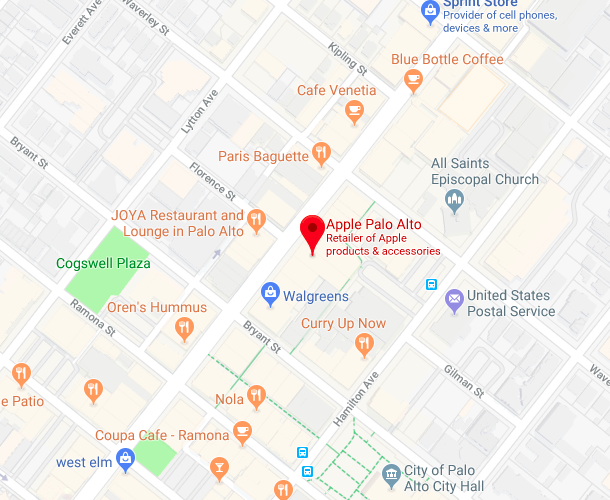 Waverley St
Sprint Store
Provider of cell phones,
devices & more
Everett Ave
Kipling St
Blue Bottle Coffee
Cafe Venetia
Lytton Ave
Bryant St
Paris Baguette
Florence St
All Saints
Episcopal Church
JOYA Restaurant and
Lounge in Palo Alto
Apple Palo Alto
Retailer of Apple
products & accessories
Cogswell Plaza
Walgreens
United States
Postal Service
Ramona St
Oren's Hummus
Bryant St
Curry Up Now
Gilman St
Wave
e Patio
Nola
Hamilton Ave
Coupa Cafe - Ramona
west elm
City of Palo
Alto City Hall